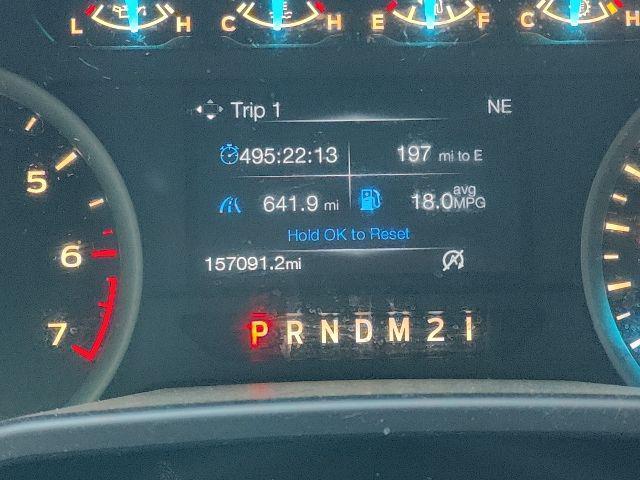 L H C H E F C H
Trip 1 NE
495:22:13 197 mi to E
641.9 mi 18.0 avg MPG
Hold OK to Reset
157091.2mi
5
6
7
P R N D M 2 1